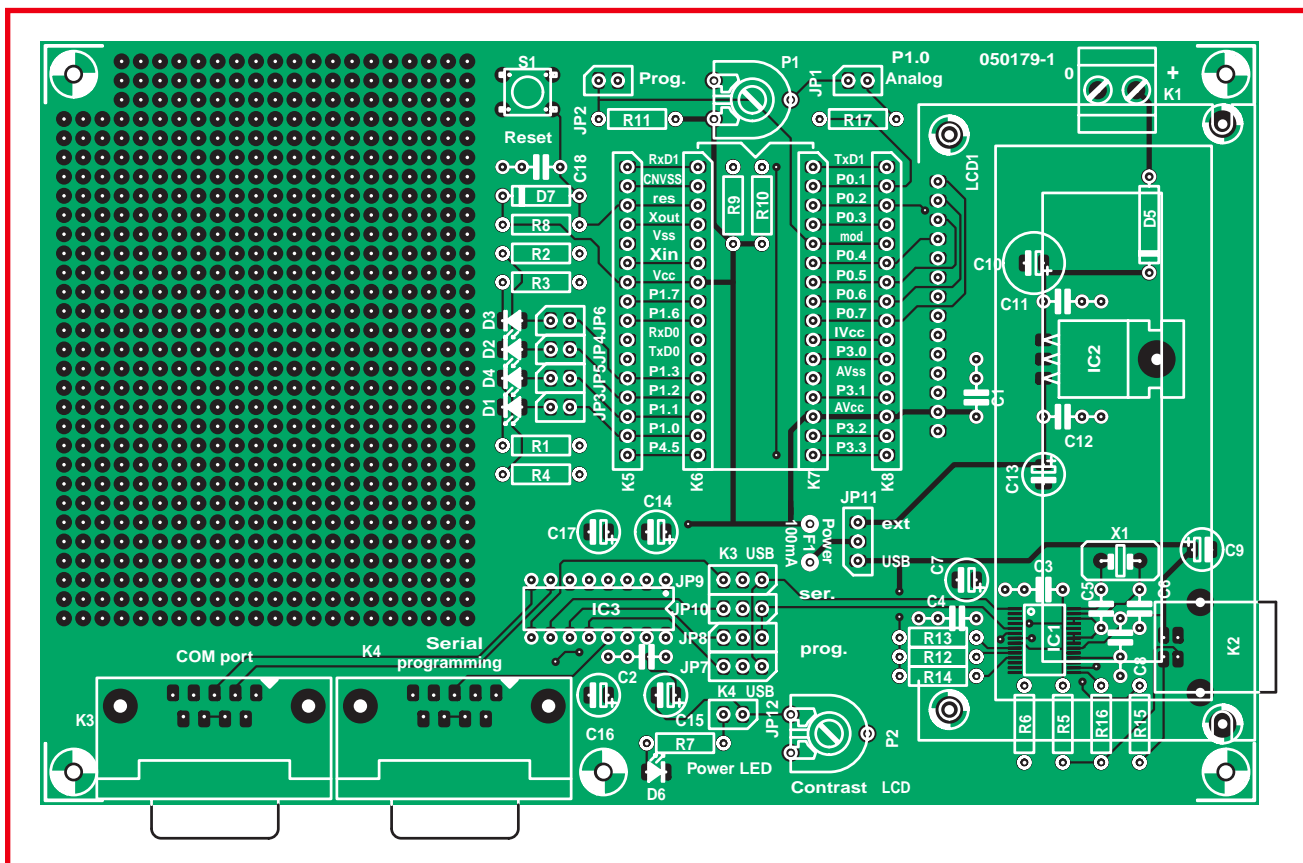 S1
Reset
C18
D7
R8
R2
R3
D3
D2
D4
D1
JP6
JP4
JP5
JP3
R1
R4
JP2
Prog.
R11
P1
JP1
P1.0
Analog
R17
050179-1
0
+
K1
RxD1
CNVSS
res
Xout
Vss
Xin
Vcc
P1.7
P1.6
RxD0
TxD0
P1.3
P1.2
P1.1
P1.0
P4.5
K5
K6
R9
R10
TxD1
P0.1
P0.2
P0.3
mod
P0.4
P0.5
P0.6
P0.7
IVcc
P3.0
AVss
P3.1
AVcc
P3.2
P3.3
K7
K8
LCD1
D5
C10
+
C11
IC2
C1
C12
C13
+
C17
+
C14
+
Power
F1
100mA
JP11
ext
USB
K3 USB
JP9
ser.
JP10
JP8
prog.
JP7
IC3
C2
COM port
K4
Serial
programming
K3
C16
+
C15
+
K4 USB
JP12
R7
Power LED
D6
P2
Contrast LCD
C7
+
C4
R13
R12
R14
C3
IC1
X1
C5
C6
C8
C9
+
K2
R6
R5
R16
R15